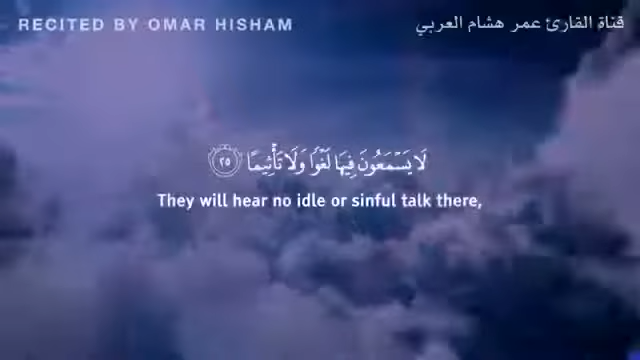 RECITED BY OMAR HISHAM
قناة القارئ عمر هشام العربي
لَا يَسْمَعُونَ فِيهَا لَغْوًا وَلَا تَأْثِيمًا ٢٥
They will hear no idle or sinful talk there,